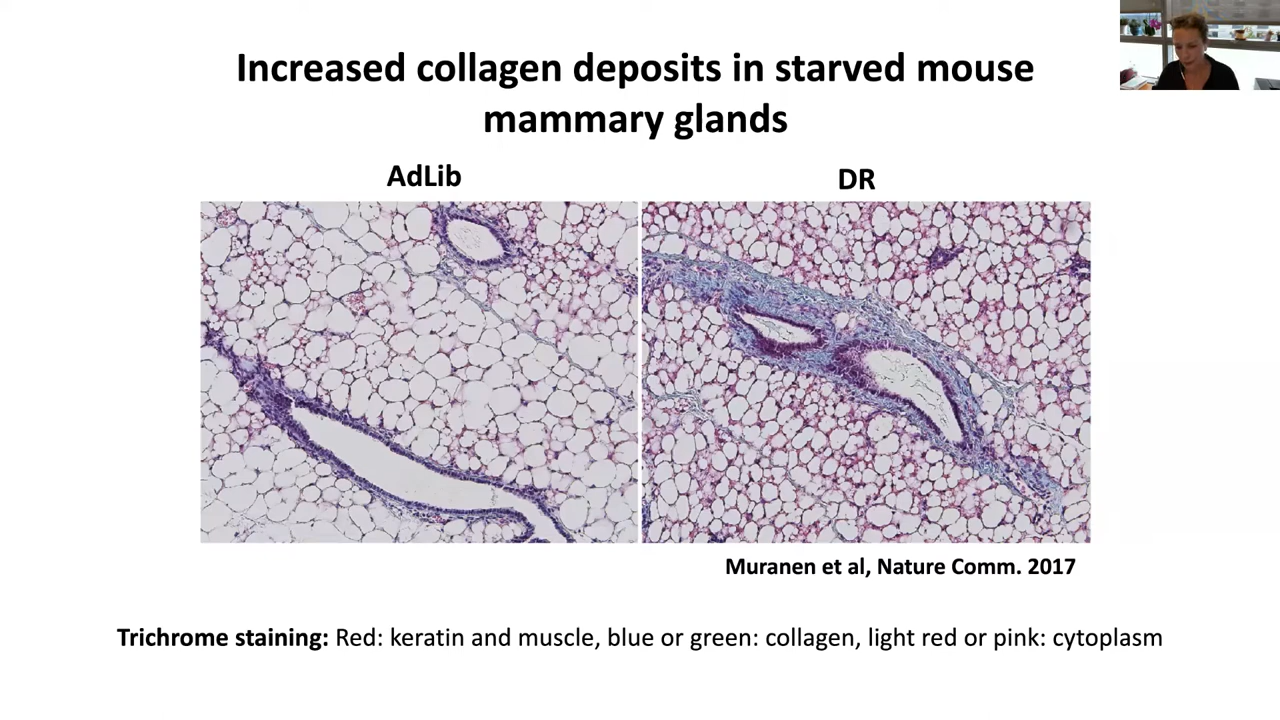 Increased collagen deposits in starved mouse
mammary glands
AdLib
DR
Muranen et al, Nature Comm. 2017
Trichrome staining: Red: keratin and muscle, blue or green: collagen, light red or pink: cytoplasm